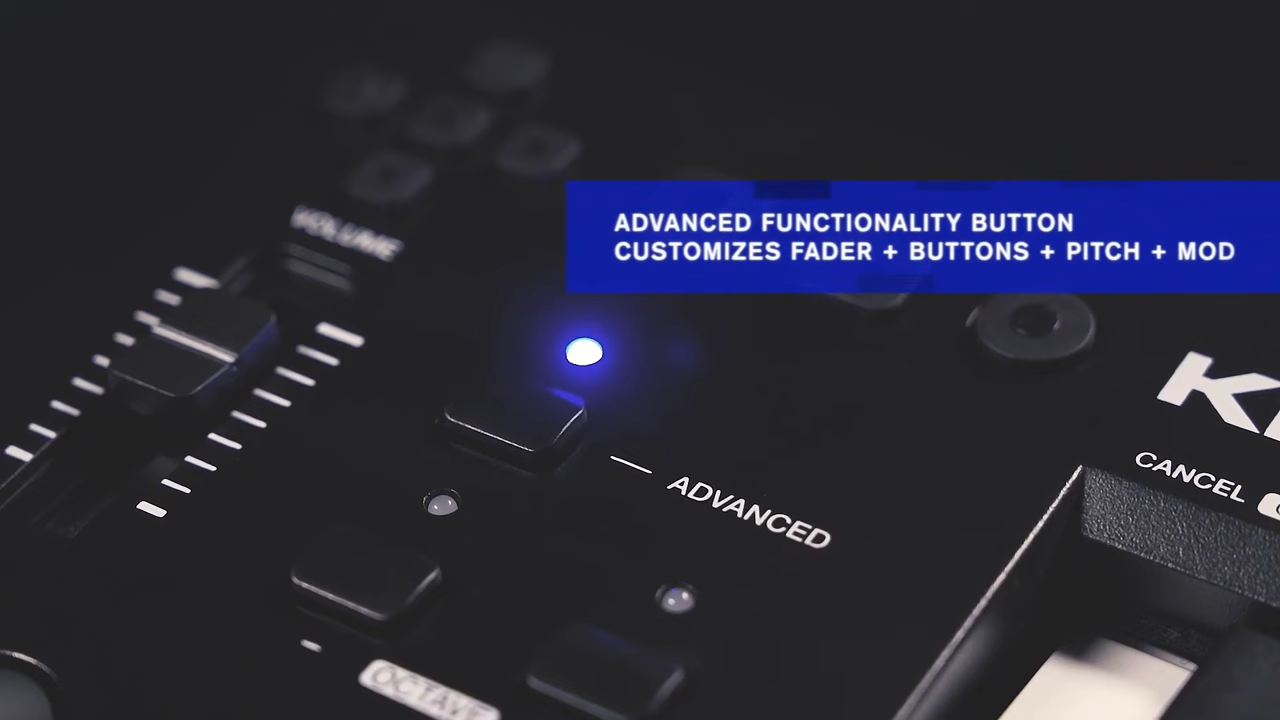 ADVANCED FUNCTIONALITY BUTTON
CUSTOMIZES FADER + BUTTONS + PITCH + MOD
VOLUME
ADVANCED
CANCEL
OCTAVE